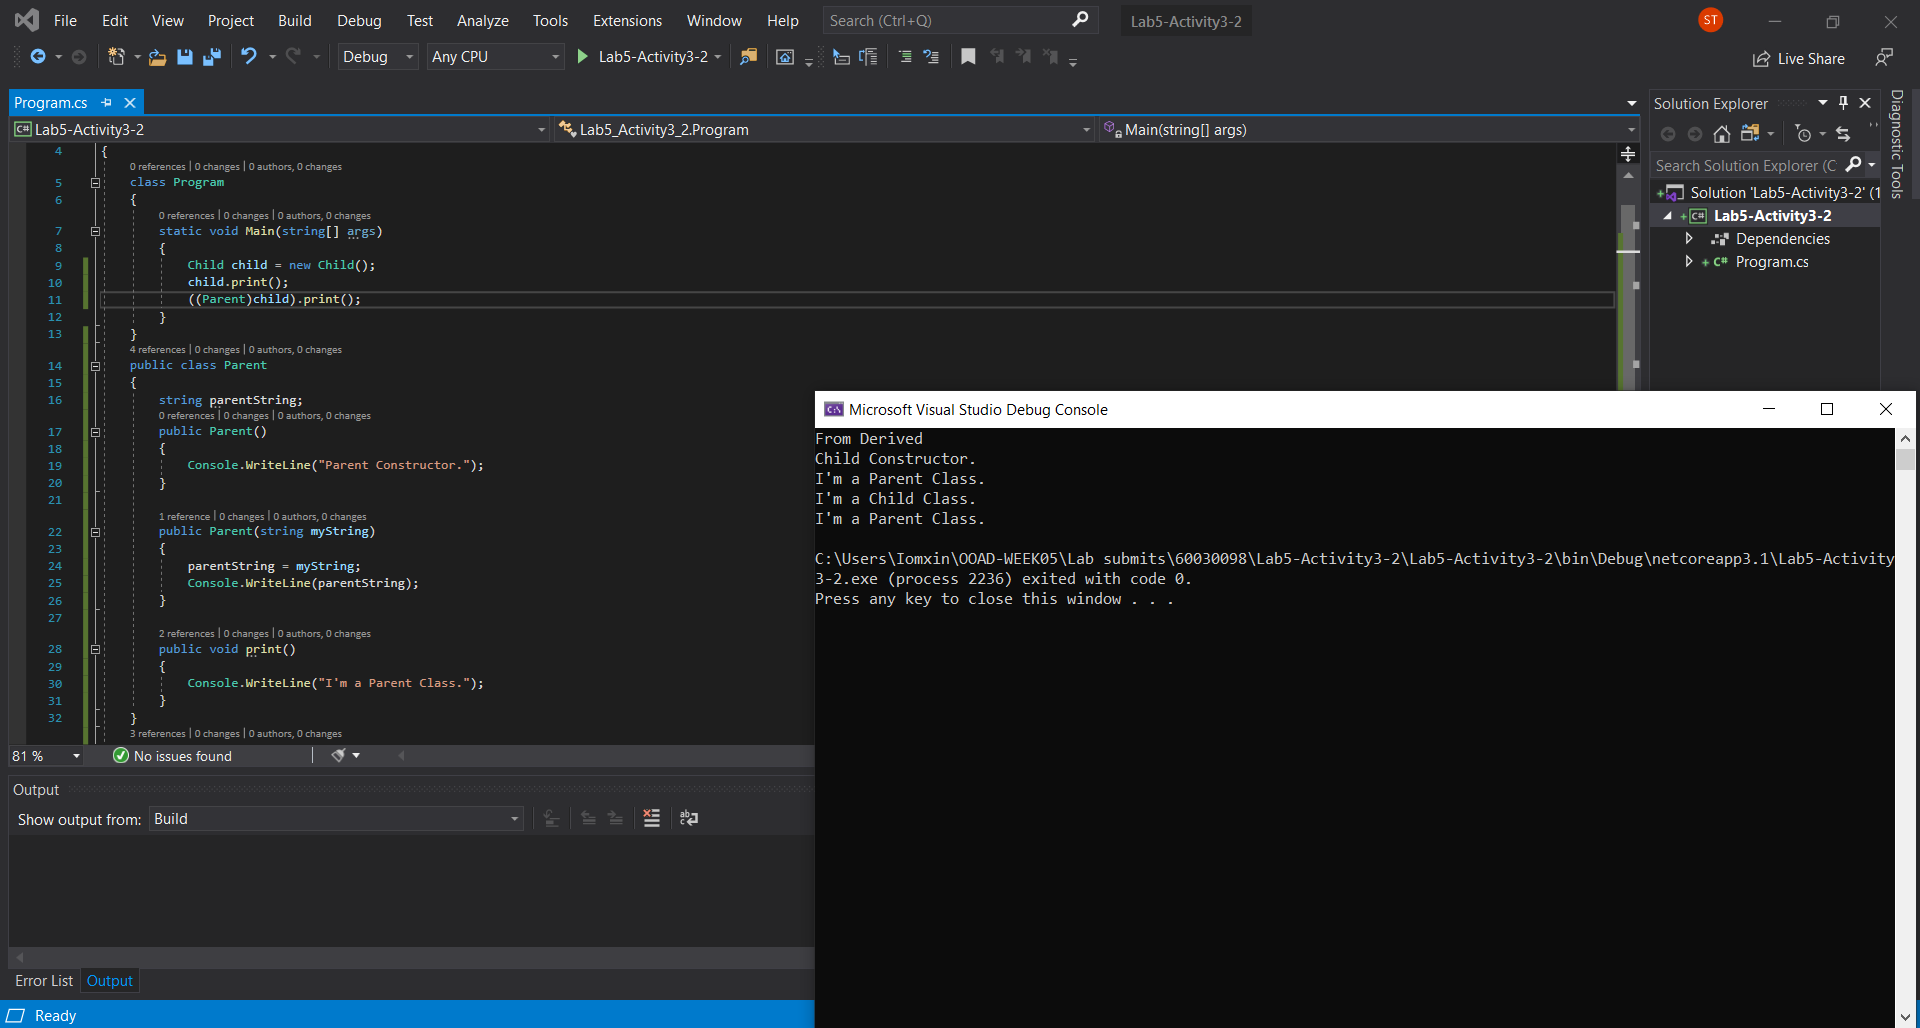 File Edit View Project Build Debug Test Analyze Tools Extensions Window Help Search (Ctrl+Q) Lab5-Activity3-2 ST
Debug Any CPU Lab5-Activity3-2 Live Share
Program.cs
Lab5-Activity3-2 Lab5_Activity3_2.Program Main(string[] args)
4 {
0 references | 0 changes | 0 authors, 0 changes
5 class Program
6 {
0 references | 0 changes | 0 authors, 0 changes
7 static void Main(string[] args)
8 {
9 Child child = new Child();
10 child.print();
11 ((Parent)child).print();
12 }
13 }
4 references | 0 changes | 0 authors, 0 changes
14 public class Parent
15 {
16 string parentString;
0 references | 0 changes | 0 authors, 0 changes
17 public Parent()
18 {
19 Console.WriteLine("Parent Constructor.");
20 }
21
1 reference | 0 changes | 0 authors, 0 changes
22 public Parent(string myString)
23 {
24 parentString = myString;
25 Console.WriteLine(parentString);
26 }
27
2 references | 0 changes | 0 authors, 0 changes
28 public void print()
29 {
30 Console.WriteLine("I'm a Parent Class.");
31 }
32 }
3 references | 0 changes | 0 authors, 0 changes
81 % No issues found
Output
Show output from: Build
Error List Output
Ready
Solution Explorer
Search Solution Explorer (C
Solution 'Lab5-Activity3-2' (1
C# Lab5-Activity3-2
Dependencies
C# Program.cs
Diagnostic Tools
Microsoft Visual Studio Debug Console
From Derived
Child Constructor.
I'm a Parent Class.
I'm a Child Class.
I'm a Parent Class.
C:\Users\Iomxin\OOAD-WEEK05\Lab submits\60030098\Lab5-Activity3-2\Lab5-Activity3-2\bin\Debug\netcoreapp3.1\Lab5-Activity
3-2.exe (process 2236) exited with code 0.
Press any key to close this window . . .